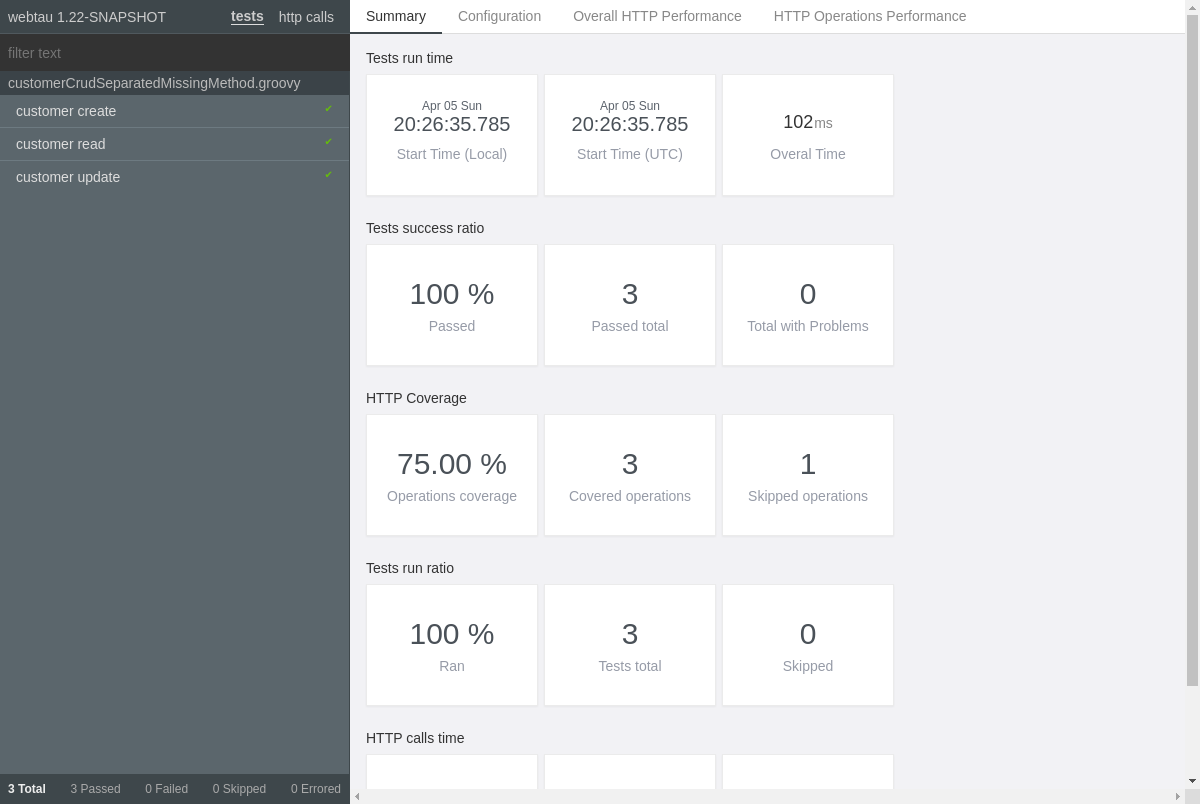 webtau 1.22-SNAPSHOT tests http calls
filter text
customerCrudSeparatedMissingMethod.groovy
customer create
customer read
customer update
3 Total 3 Passed 0 Failed 0 Skipped 0 Errored
Summary Configuration Overall HTTP Performance HTTP Operations Performance
Tests run time
Apr 05 Sun
20:26:35.785
Start Time (Local)
Apr 05 Sun
20:26:35.785
Start Time (UTC)
102 ms
Overal Time
Tests success ratio
100 %
Passed
3
Passed total
0
Total with Problems
HTTP Coverage
75.00 %
Operations coverage
3
Covered operations
1
Skipped operations
Tests run ratio
100 %
Ran
3
Tests total
0
Skipped
HTTP calls time